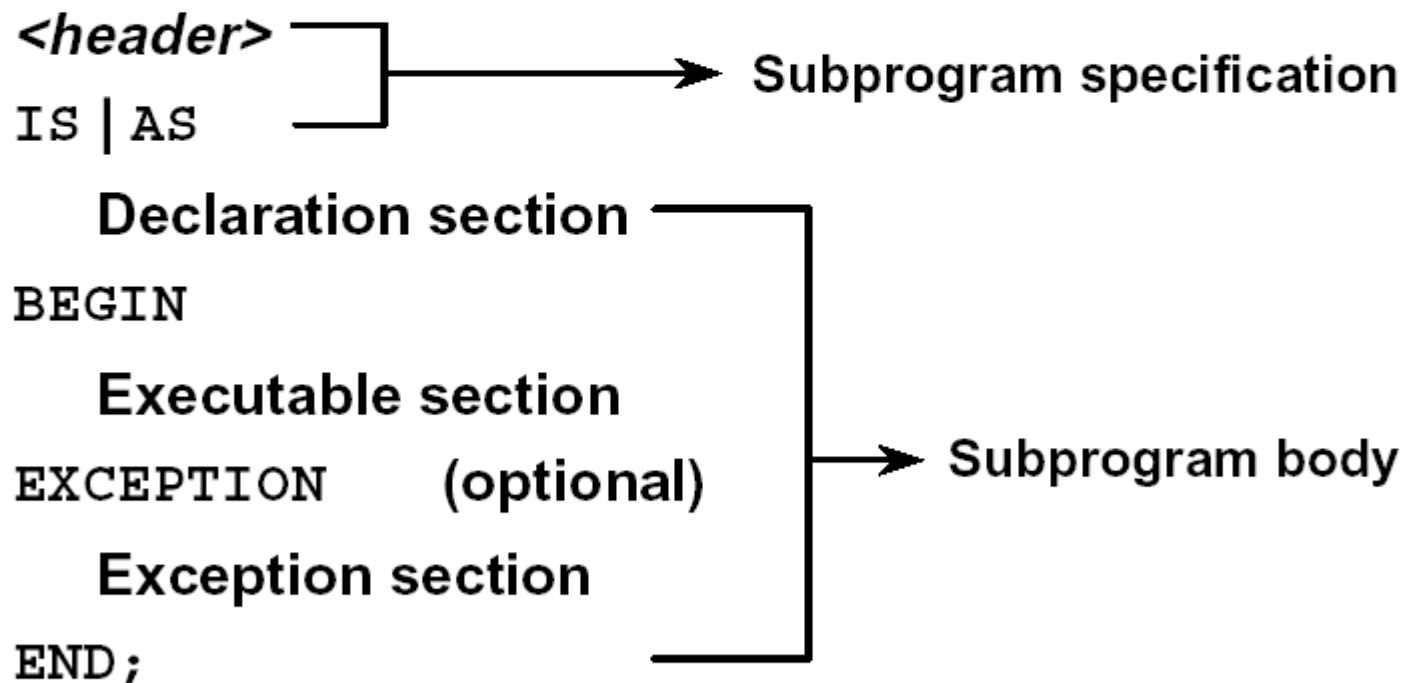 <header>
Subprogram specification
IS | AS
Declaration section
BEGIN
Executable section
EXCEPTION (optional)
Subprogram body
Exception section
END;